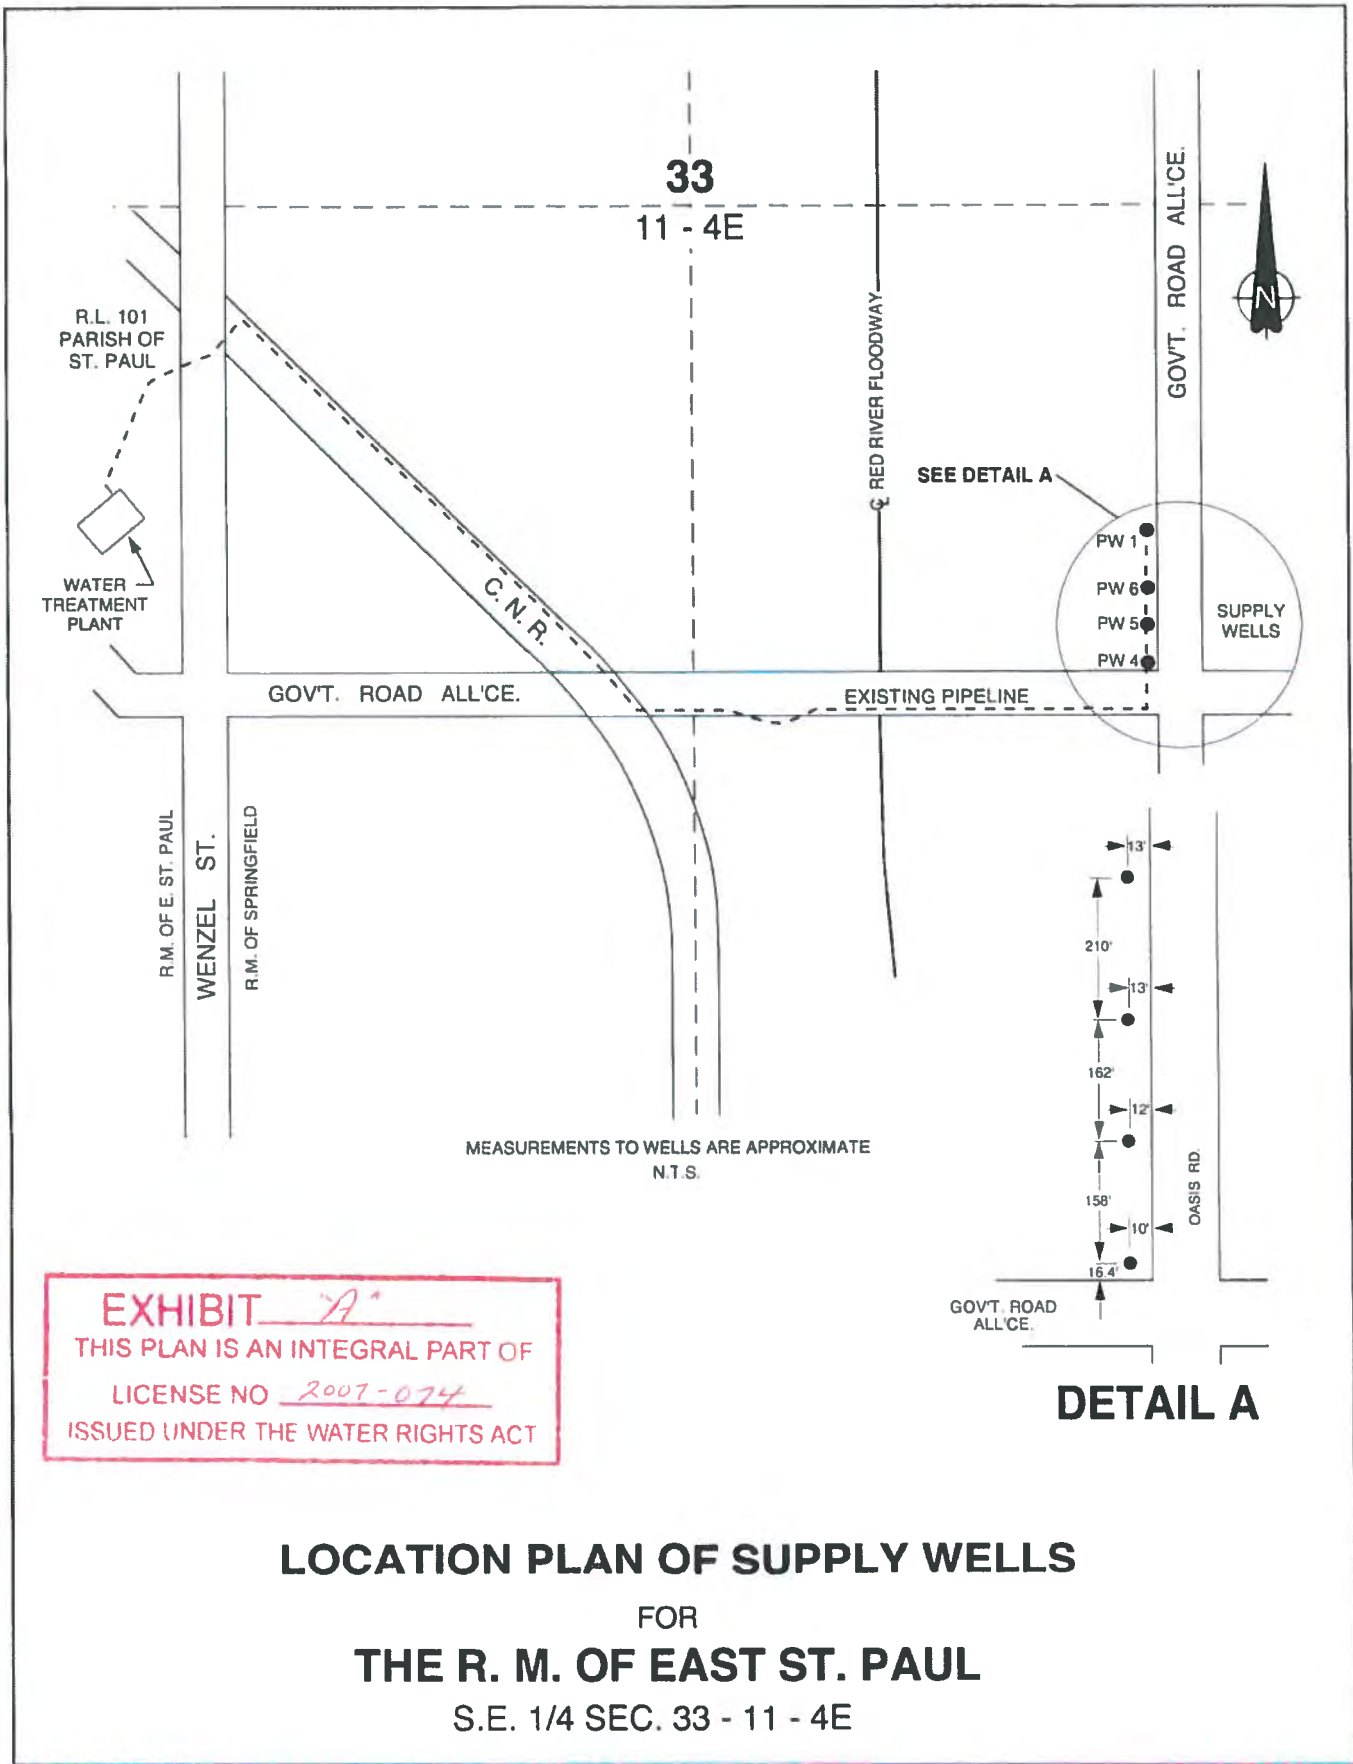 33
11 - 4E
GOV'T. ROAD ALL'CE.
N
R.L. 101
PARISH OF
ST. PAUL
℄ RED RIVER FLOODWAY
SEE DETAIL A
PW 1
PW 6
PW 5
PW 4
SUPPLY
WELLS
WATER
TREATMENT
PLANT
C. N. R.
GOV'T. ROAD ALL'CE.
EXISTING PIPELINE
R.M. OF E. ST. PAUL
WENZEL ST.
R.M. OF SPRINGFIELD
13'
210'
13'
162'
12'
158'
10'
16.4'
OASIS RD.
GOV'T. ROAD
ALL'CE.
DETAIL A
MEASUREMENTS TO WELLS ARE APPROXIMATE
N.T.S.
EXHIBIT "A"
THIS PLAN IS AN INTEGRAL PART OF
LICENSE NO 2007-074
ISSUED UNDER THE WATER RIGHTS ACT
LOCATION PLAN OF SUPPLY WELLS
FOR
THE R. M. OF EAST ST. PAUL
S.E. 1/4 SEC. 33 - 11 - 4E